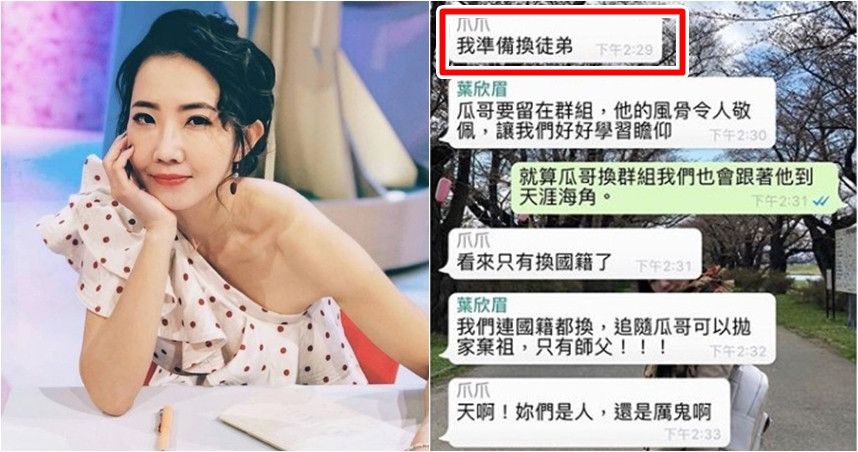 爪爪
我準備換徒弟
下午2:29
葉欣眉
瓜哥要留在群組，他的風骨令人敬
佩，讓我們好好學習瞻仰
下午2:30
就算瓜哥換群組我們也會跟著他到
天涯海角。
下午2:31
爪爪
看來只有換國籍了
下午2:31
葉欣眉
我們連國籍都換，追隨瓜哥可以拋
家棄祖，只有師父！！！
下午2:32
爪爪
天啊！妳們是人，還是厲鬼啊
下午2:33